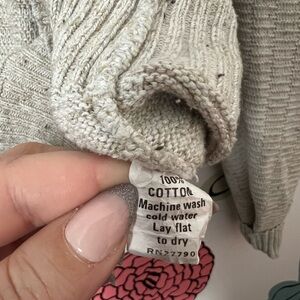 100%
COTTON
Machine wash
cold water
Lay flat
to dry
RN77790